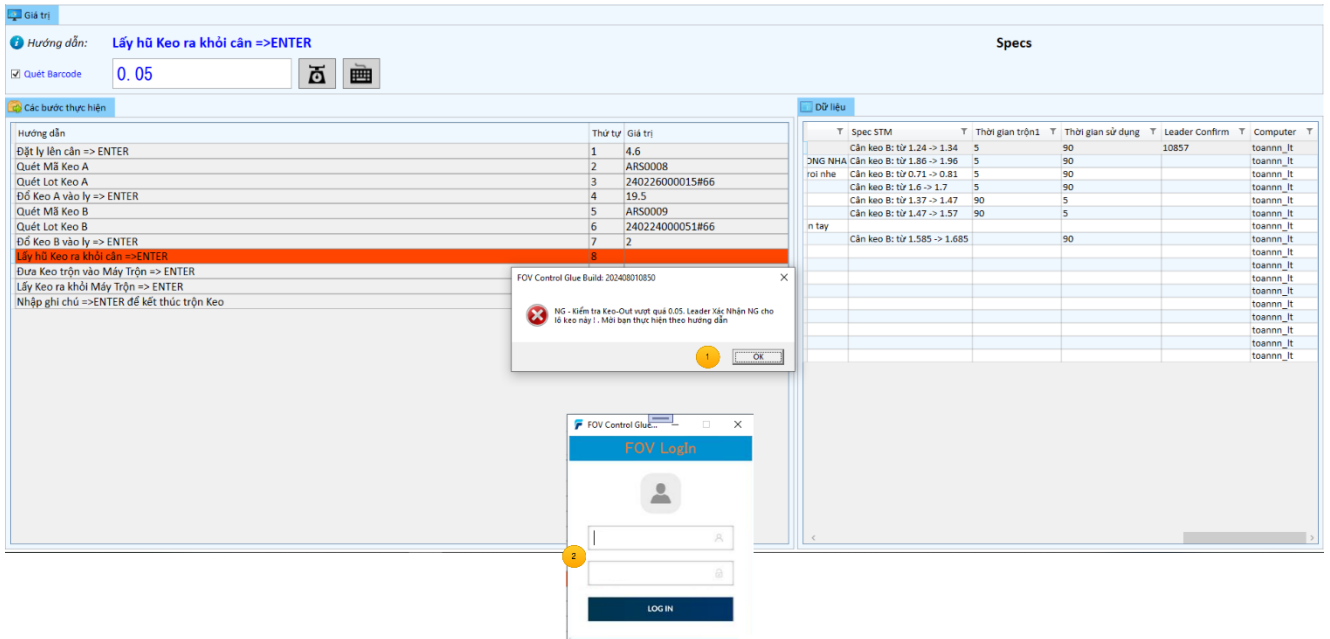 Giá trị
Hướng dẫn: Lấy hũ Keo ra khỏi cân =>ENTER Specs
Quét Barcode 0.05
Các bước thực hiện
Hướng dẫn Thứ tự Giá trị
Đặt ly lên cân => ENTER 1 4.6
Quét Mã Keo A 2 ARS0008
Quét Lot Keo A 3 240226000015#66
Đổ Keo A vào ly => ENTER 4 19.5
Quét Mã Keo B 5 ARS0009
Quét Lot Keo B 6 240224000051#66
Đổ Keo B vào ly => ENTER 7 2
Lấy hũ Keo ra khỏi cân =>ENTER 8
Đưa Keo trộn vào Máy Trộn => ENTER
Lấy Keo ra khỏi Máy Trộn => ENTER
Nhập ghi chú =>ENTER để kết thúc trộn Keo
Dữ liệu
Spec STM Thời gian trộn1 Thời gian sử dụng Leader Confirm Computer
Cân keo B: từ 1.24 -> 1.34 5 90 10857 toannn_lt
ONG NHA Cân keo B: từ 1.86 -> 1.96 5 90 toannn_lt
roi nhe Cân keo B: từ 0.71 -> 0.81 5 90 toannn_lt
Cân keo B: từ 1.6 -> 1.7 5 90 toannn_lt
Cân keo B: từ 1.37 -> 1.47 90 5 toannn_lt
Cân keo B: từ 1.47 -> 1.57 90 5 toannn_lt
n tay toannn_lt
Cân keo B: từ 1.585 -> 1.685 90 toannn_lt
toannn_lt
toannn_lt
toannn_lt
toannn_lt
toannn_lt
toannn_lt
toannn_lt
toannn_lt
toannn_lt
FOV Control Glue Build: 202408010850
NG - Kiểm tra Keo-Out vượt quá 0.05. Leader Xác Nhận NG cho
lô keo này ! . Mời bạn thực hiện theo hướng dẫn
1 OK
FOV Control Glue...
FOV Login
2
LOG IN